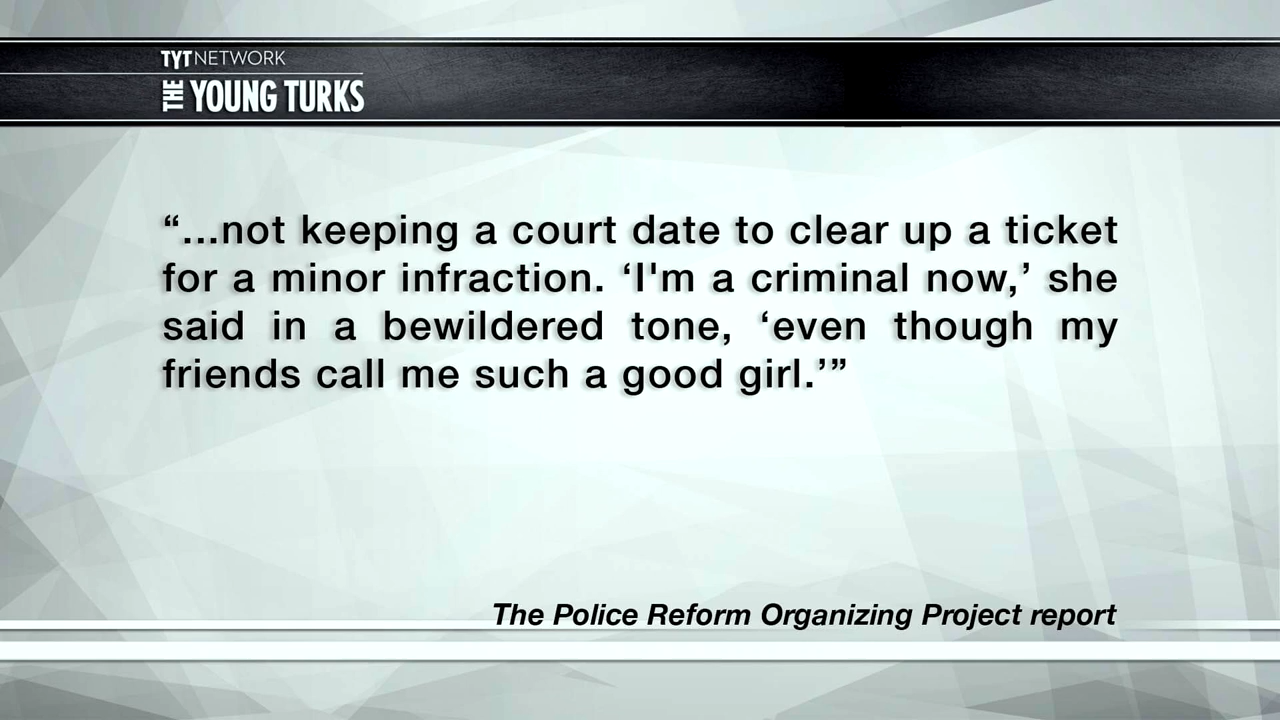 TYTNETWORK
THE YOUNG TURKS
“...not keeping a court date to clear up a ticket
for a minor infraction. ‘I'm a criminal now,’ she
said in a bewildered tone, ‘even though my
friends call me such a good girl.’”
The Police Reform Organizing Project report